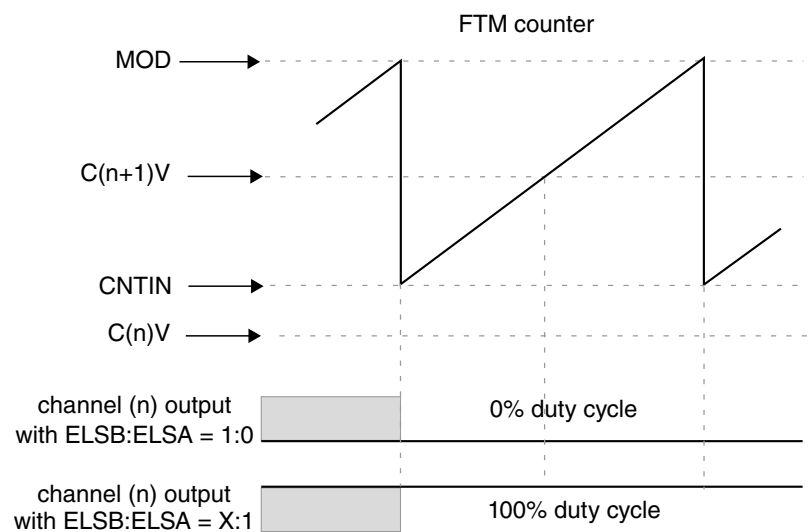 FTM counter
MOD
C(n+1)V
CNTIN
C(n)V
channel (n) output
with ELSB:ELSA = 1:0
0% duty cycle
channel (n) output
with ELSB:ELSA = X:1
100% duty cycle